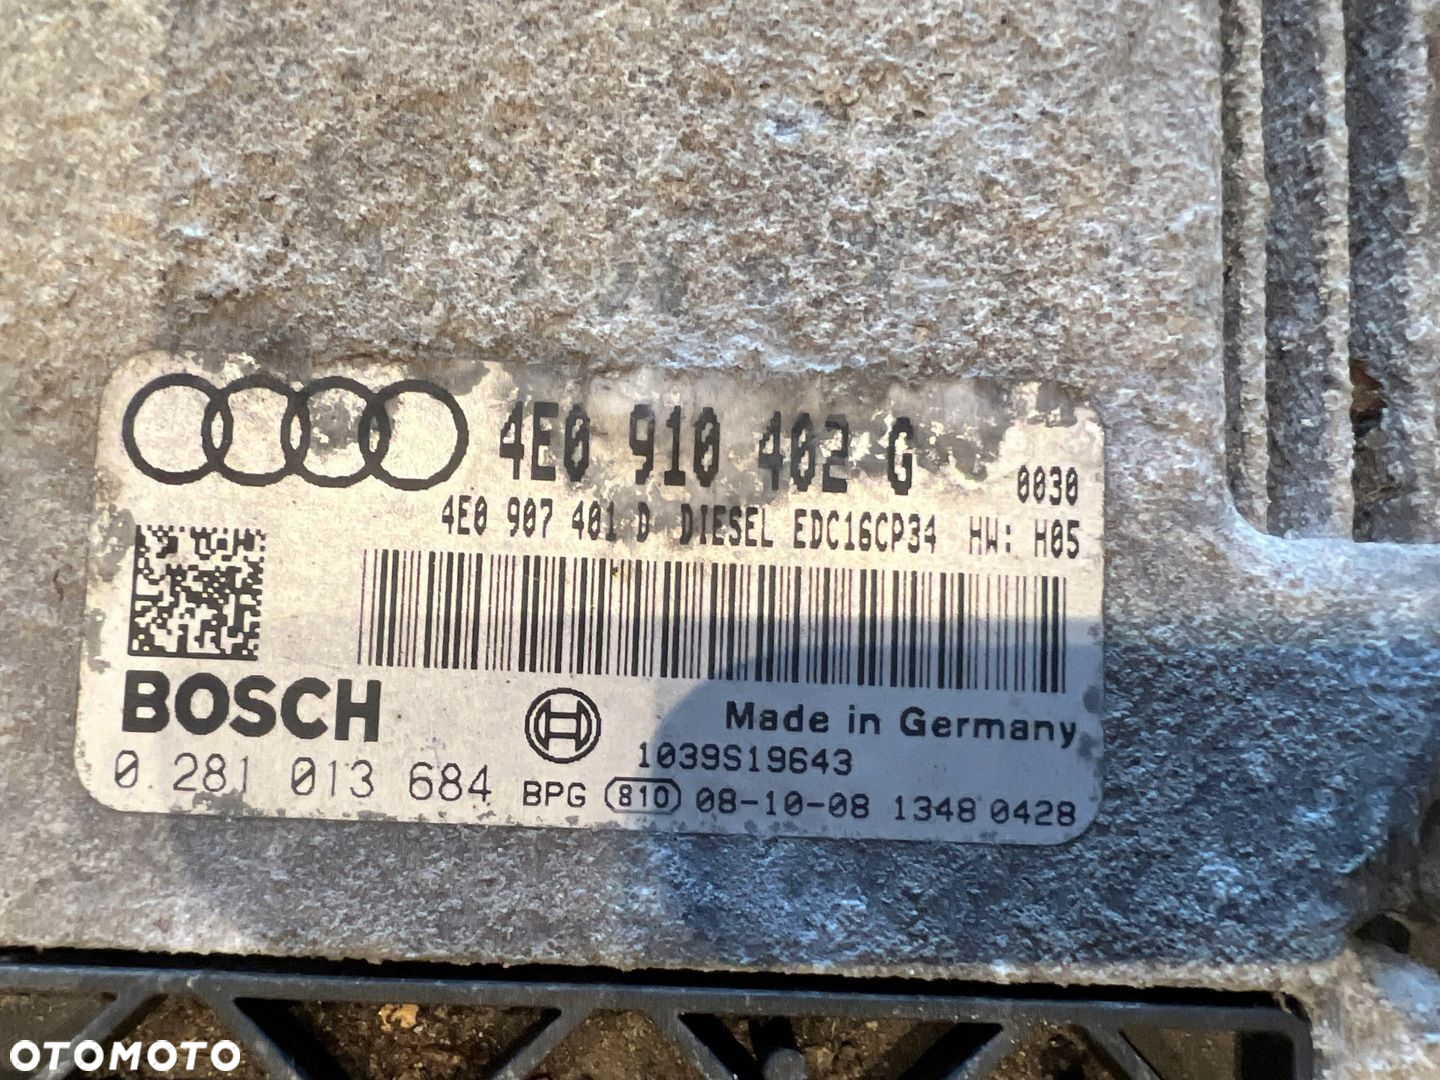 4E0 910 402 G
0030
4E0 907 401 D DIESEL EDC16CP34 HW: H05
BOSCH
Made in Germany
1039S19643
0 281 013 684 BPG 810 08-10-08 1348 0428
OTOMOTO